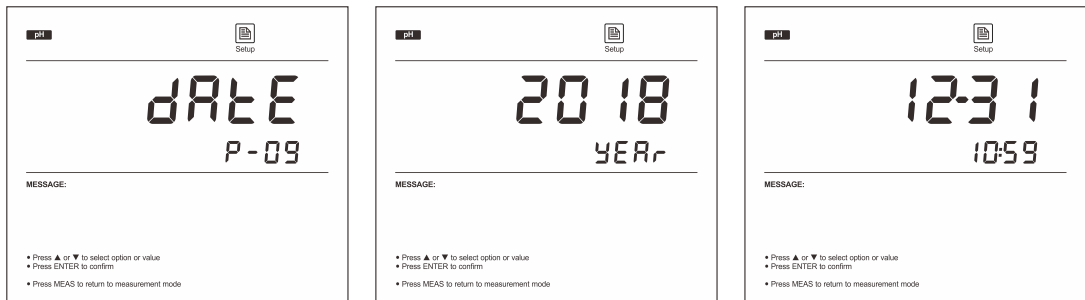 pH
Setup
dAtE
P-09
MESSAGE:
• Press ▲ or ▼ to select option or value
• Press ENTER to confirm
• Press MEAS to return to measurement mode
pH
Setup
2018
yEAr
MESSAGE:
• Press ▲ or ▼ to select option or value
• Press ENTER to confirm
• Press MEAS to return to measurement mode
pH
Setup
12-31
10:59
MESSAGE:
• Press ▲ or ▼ to select option or value
• Press ENTER to confirm
• Press MEAS to return to measurement mode